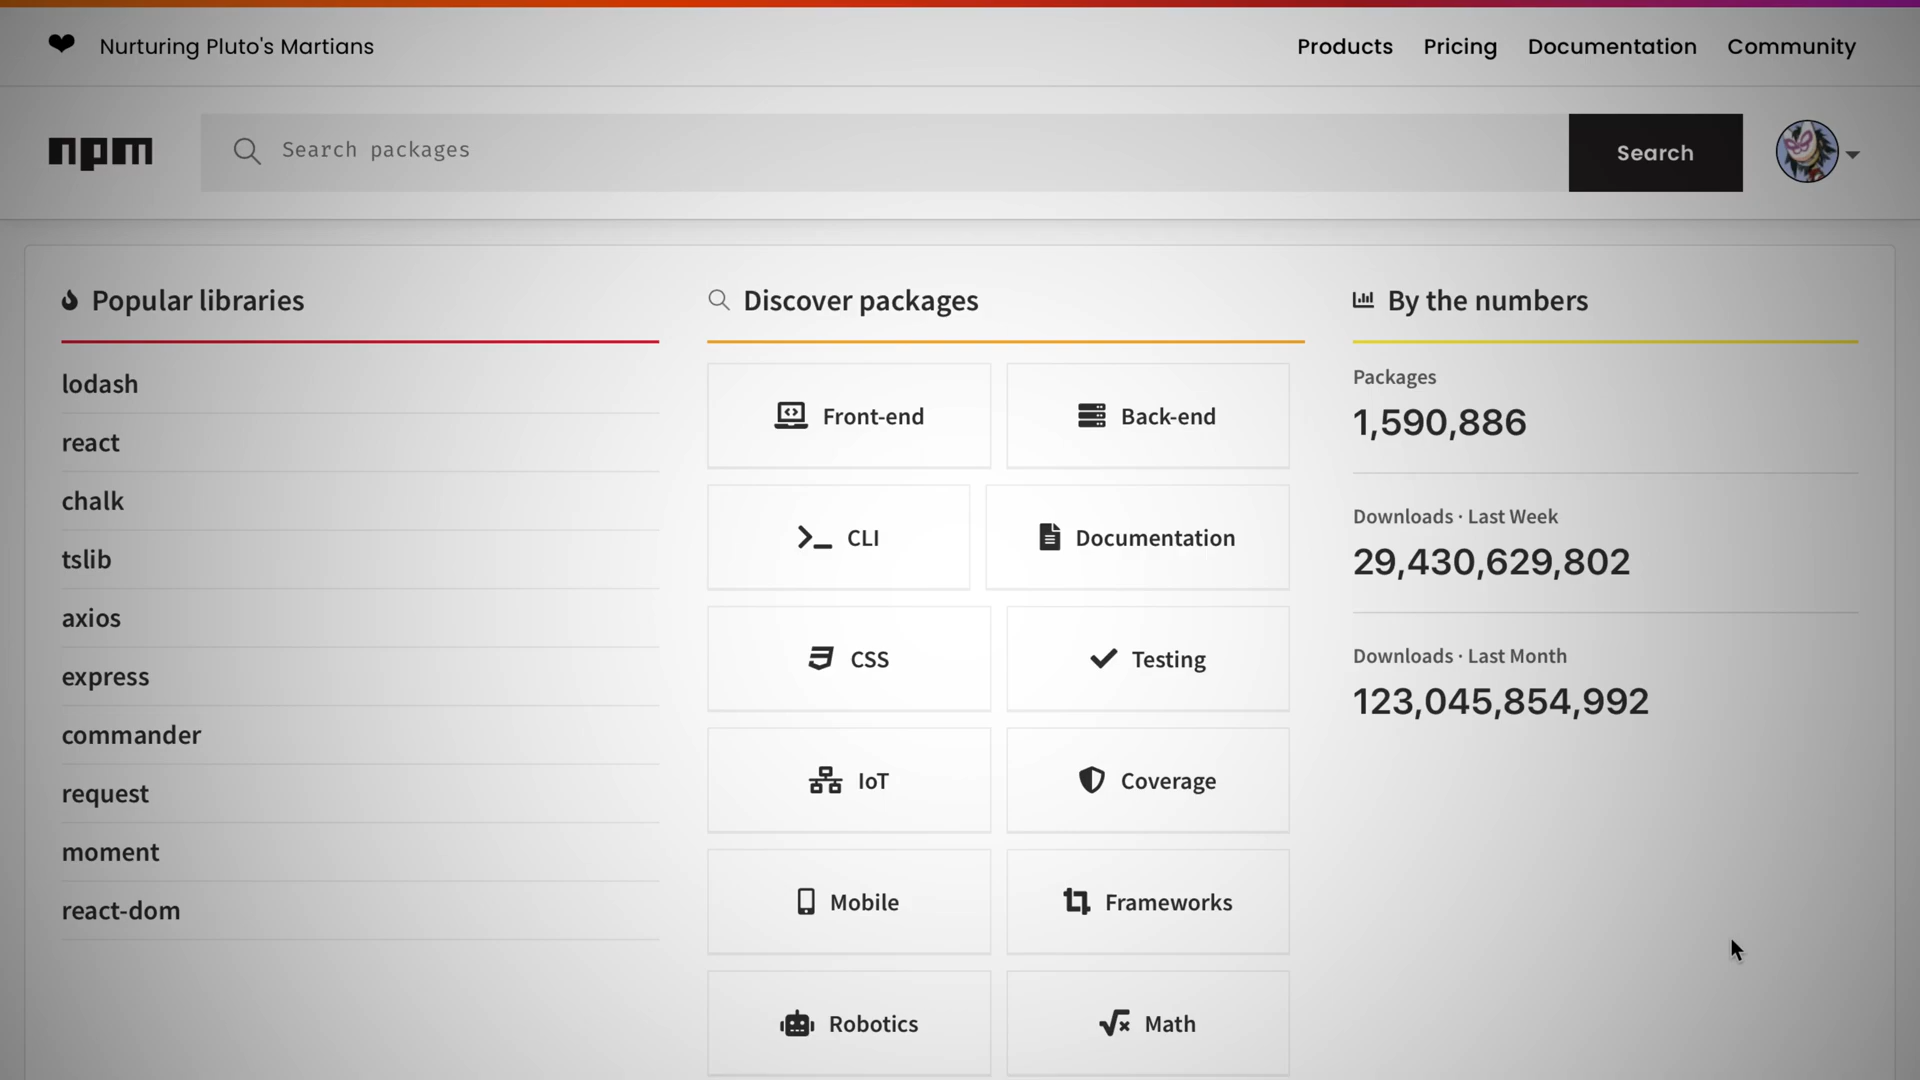 Nurturing Pluto's Martians
Products Pricing Documentation Community
npm
Search packages
Search
Popular libraries
lodash
react
chalk
tslib
axios
express
commander
request
moment
react-dom
Discover packages
Front-end
Back-end
CLI
Documentation
CSS
Testing
IoT
Coverage
Mobile
Frameworks
Robotics
Math
By the numbers
Packages
1,590,886
Downloads · Last Week
29,430,629,802
Downloads · Last Month
123,045,854,992